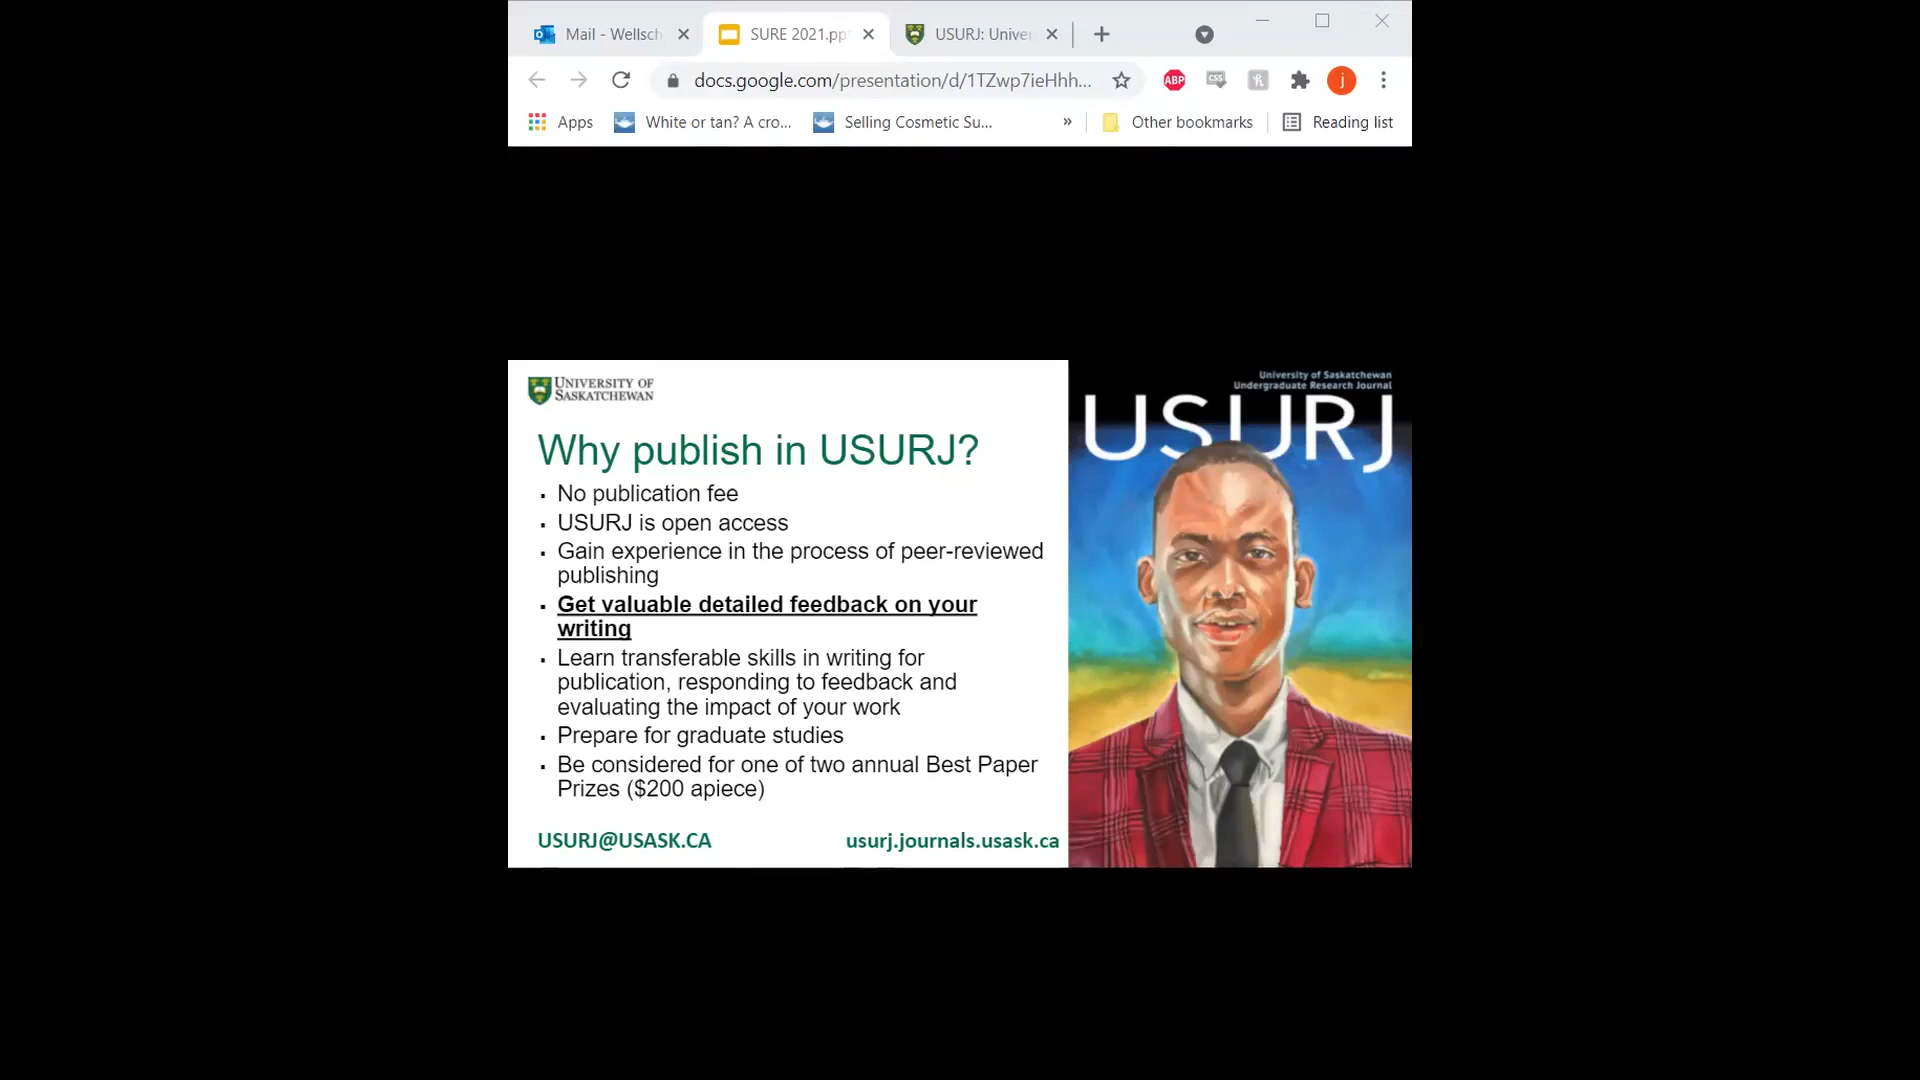 Mail - Wellsch
SURE 2021.ppt
USURJ: Univer
docs.google.com/presentation/d/1TZwp7ieHhh...
ABP
CSS
j
Apps
White or tan? A cro...
Selling Cosmetic Su...
»
Other bookmarks
Reading list
UNIVERSITY OF
SASKATCHEWAN
Why publish in USURJ?
▪ No publication fee
▪ USURJ is open access
▪ Gain experience in the process of peer-reviewed
publishing
▪ Get valuable detailed feedback on your
writing
▪ Learn transferable skills in writing for
publication, responding to feedback and
evaluating the impact of your work
▪ Prepare for graduate studies
▪ Be considered for one of two annual Best Paper
Prizes ($200 apiece)
USURJ@USASK.CA
usurj.journals.usask.ca
University of Saskatchewan
Undergraduate Research Journal
USURJ